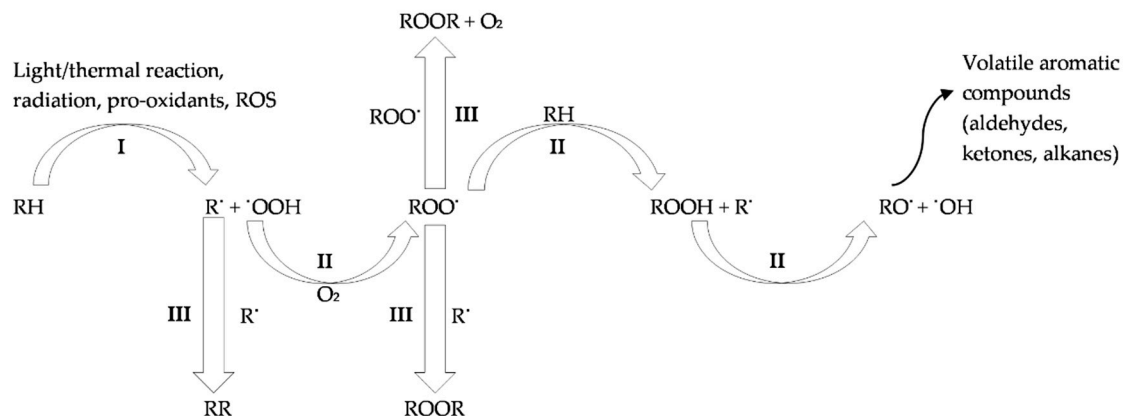 ROOR + O₂
Light/thermal reaction,
radiation, pro-oxidants, ROS
Volatile aromatic
compounds
(aldehydes,
ketones, alkanes)
ROO˙
III
RH
I
II
RH
R˙ + ˙OOH
ROO˙
ROOH + R˙
RO˙ + ˙OH
II
O₂
II
III
R˙
III
R˙
RR
ROOR